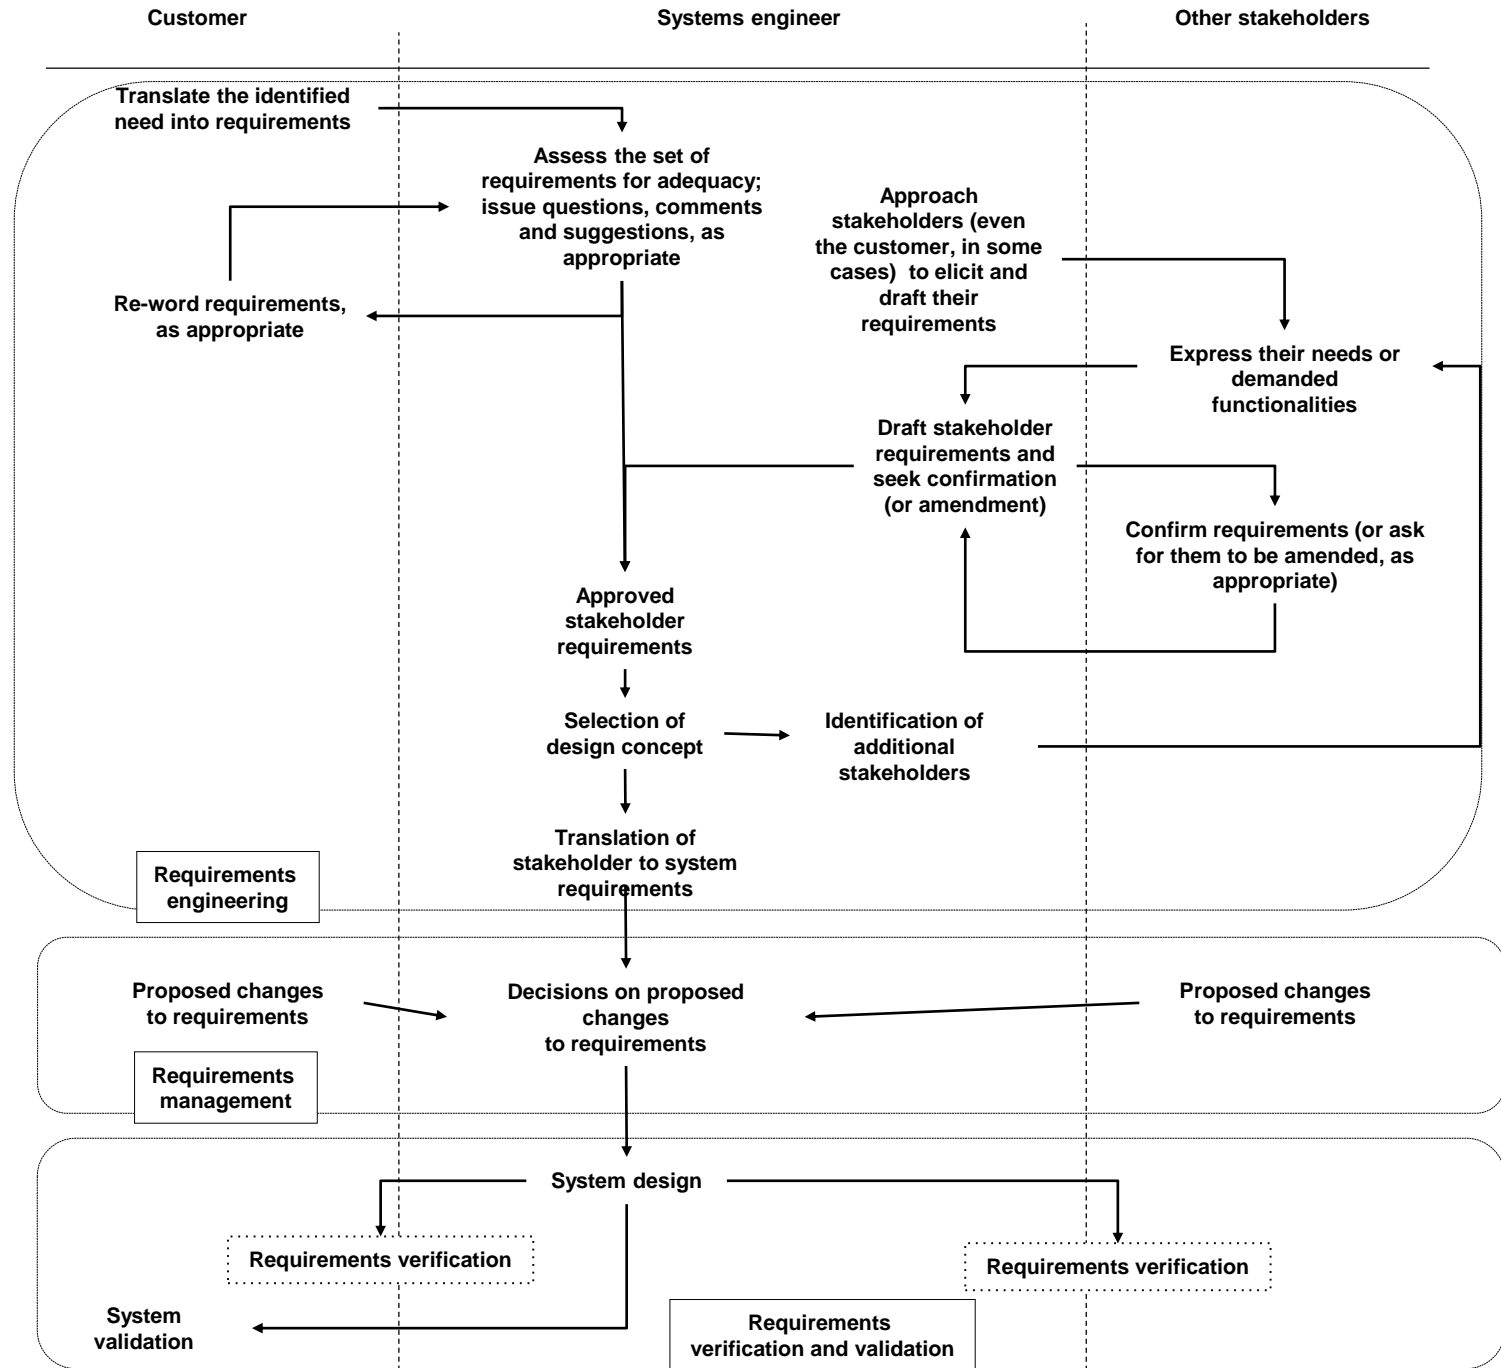 Customer
Systems engineer
Other stakeholders
Translate the identified
need into requirements
Assess the set of
requirements for adequacy;
issue questions, comments
and suggestions, as
appropriate
Approach
stakeholders (even
the customer, in some
cases) to elicit and
draft their
requirements
Re-word requirements,
as appropriate
Express their needs or
demanded
functionalities
Draft stakeholder
requirements and
seek confirmation
(or amendment)
Confirm requirements (or ask
for them to be amended, as
appropriate)
Approved
stakeholder
requirements
Selection of
design concept
Identification of
additional
stakeholders
Translation of
stakeholder to system
requirements
Requirements
engineering
Proposed changes
to requirements
Decisions on proposed
changes
to requirements
Proposed changes
to requirements
Requirements
management
System design
Requirements verification
Requirements verification
System
validation
Requirements
verification and validation